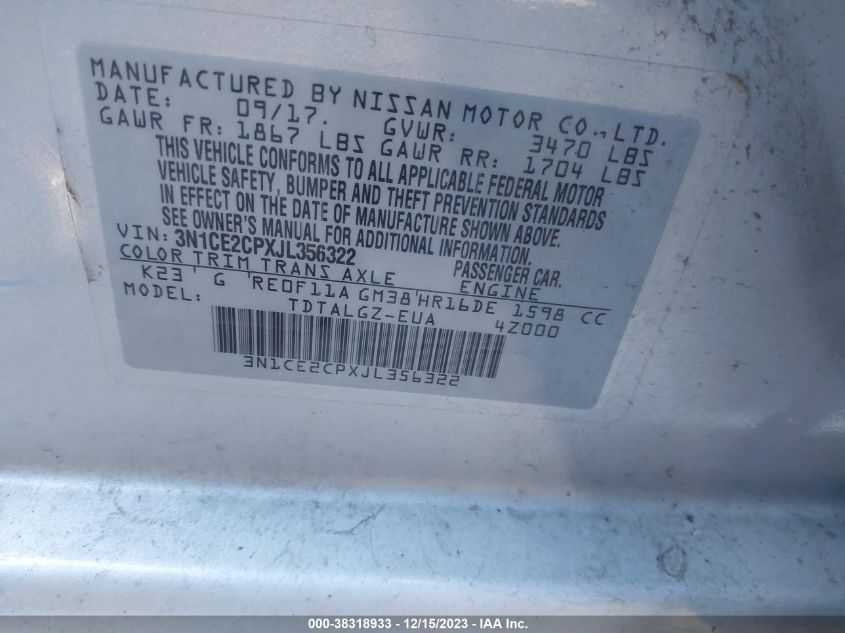 MANUFACTURED BY NISSAN MOTOR CO., LTD.
DATE: 09/17. GVWR: 3470 LBS
GAWR FR: 1867 LBS GAWR RR: 1704 LBS
THIS VEHICLE CONFORMS TO ALL APPLICABLE FEDERAL MOTOR
VEHICLE SAFETY, BUMPER AND THEFT PREVENTION STANDARDS
IN EFFECT ON THE DATE OF MANUFACTURE SHOWN ABOVE.
SEE OWNER'S MANUAL FOR ADDITIONAL INFORMATION.
VIN: 3N1CE2CPXJL356322 PASSENGER CAR.
COLOR TRIM TRANS AXLE ENGINE
K23 G RE0F11A GM38 HR16DE 1598 CC
MODEL: TDTALGZ-EUA 4Z000
3N1CE2CPXJL356322
000-38318933 - 12/15/2023 - IAA Inc.